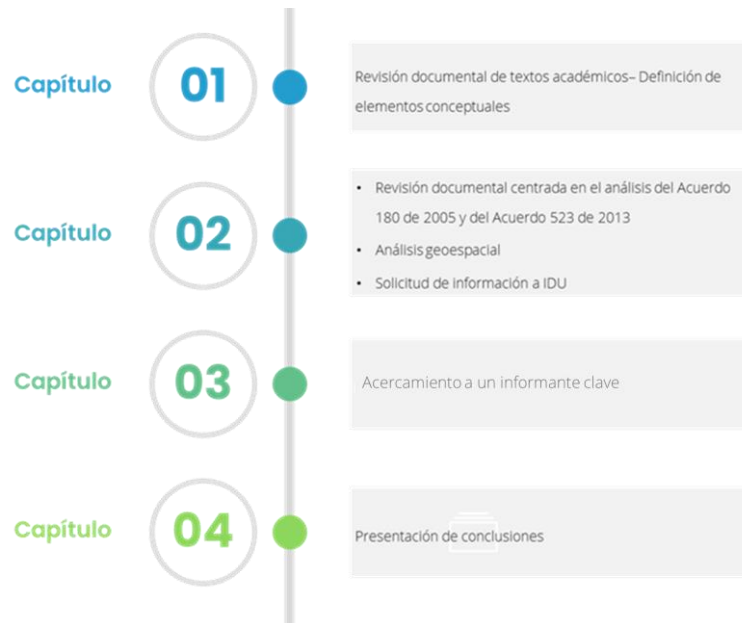 Capítulo
01
Revisión documental de textos académicos– Definición de
elementos conceptuales
Capítulo
02
• Revisión documental centrada en el análisis del Acuerdo
180 de 2005 y del Acuerdo 523 de 2013
• Análisis geoespacial
• Solicitud de información a IDU
Capítulo
03
Acercamiento a un informante clave
Capítulo
04
Presentación de conclusiones